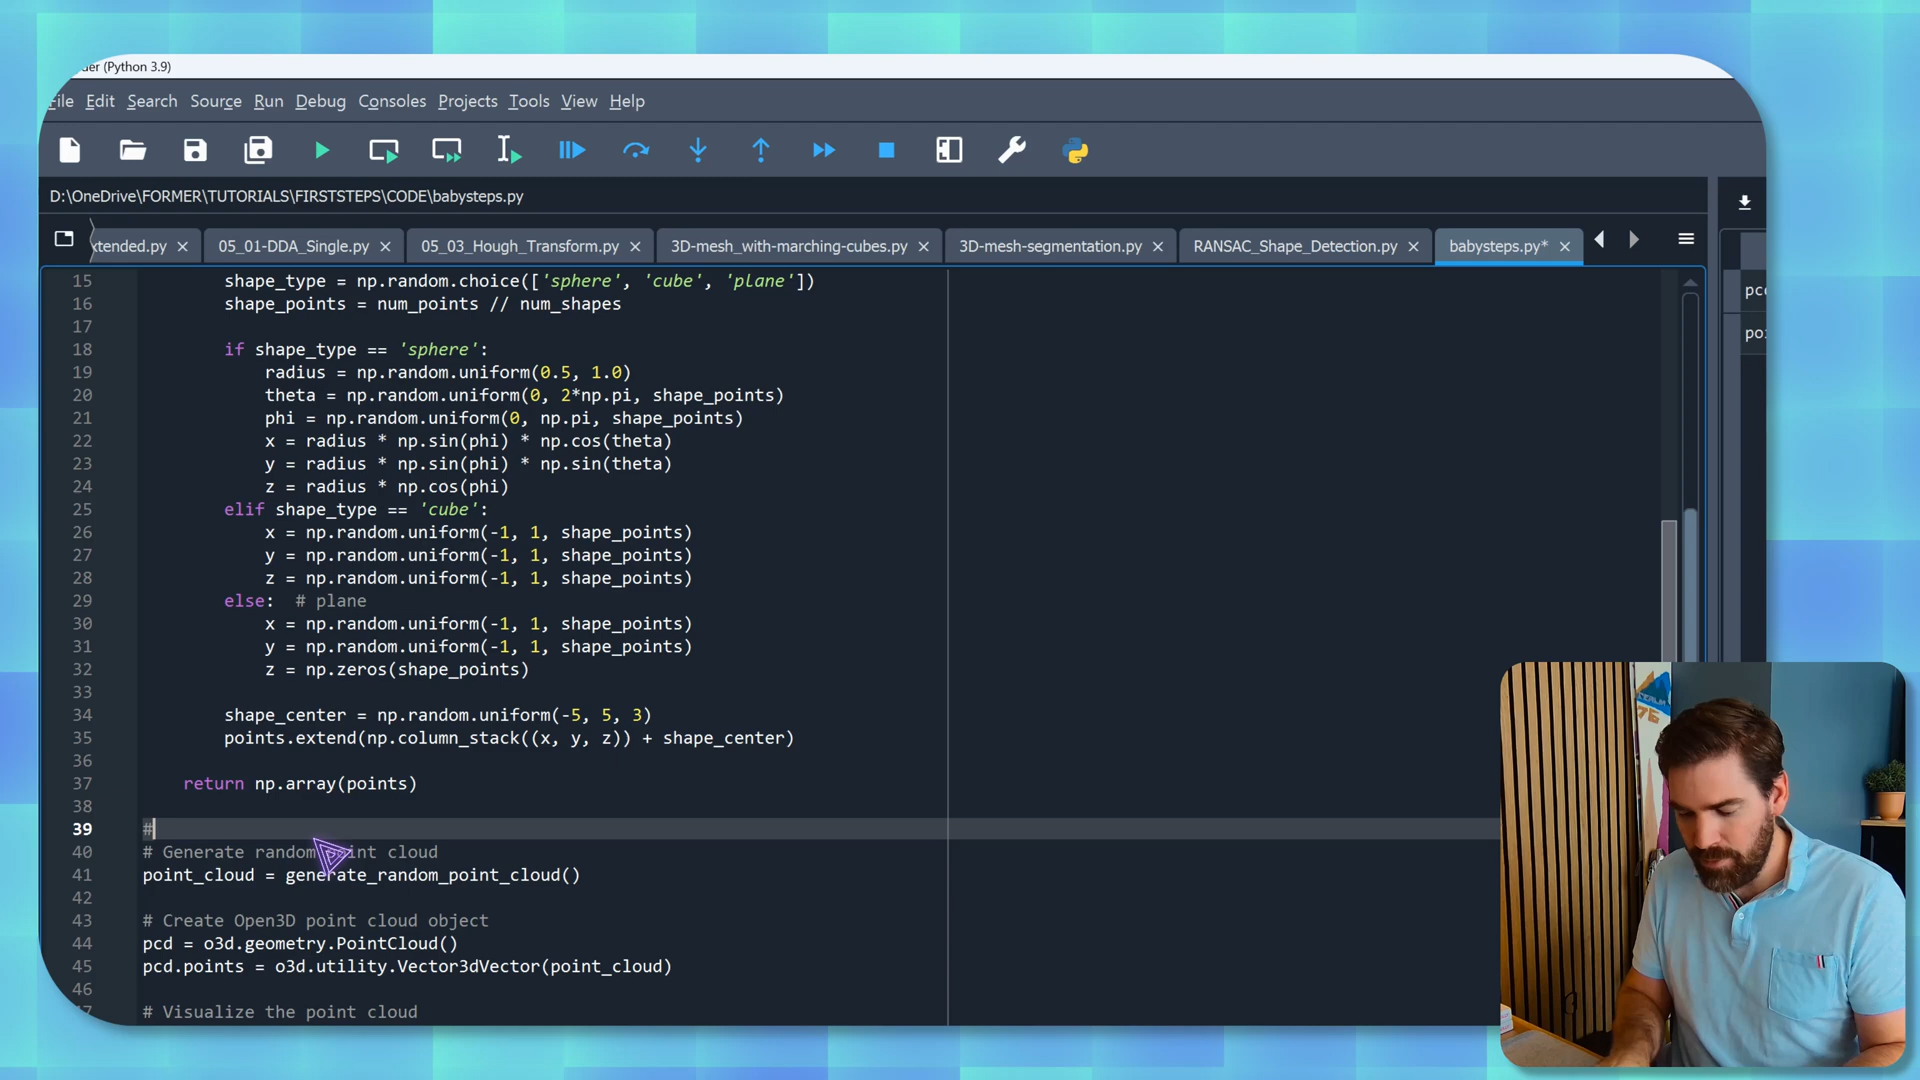 (Python 3.9)
File Edit Search Source Run Debug Consoles Projects Tools View Help
D:\OneDrive\FORMER\TUTORIALS\FIRSTSTEPS\CODE\babysteps.py
xtended.py 05_01-DDA_Single.py 05_03_Hough_Transform.py 3D-mesh_with-marching-cubes.py 3D-mesh-segmentation.py RANSAC_Shape_Detection.py babysteps.py*
15 shape_type = np.random.choice(['sphere', 'cube', 'plane'])
16 shape_points = num_points // num_shapes
17
18 if shape_type == 'sphere':
19 radius = np.random.uniform(0.5, 1.0)
20 theta = np.random.uniform(0, 2*np.pi, shape_points)
21 phi = np.random.uniform(0, np.pi, shape_points)
22 x = radius * np.sin(phi) * np.cos(theta)
23 y = radius * np.sin(phi) * np.sin(theta)
24 z = radius * np.cos(phi)
25 elif shape_type == 'cube':
26 x = np.random.uniform(-1, 1, shape_points)
27 y = np.random.uniform(-1, 1, shape_points)
28 z = np.random.uniform(-1, 1, shape_points)
29 else: # plane
30 x = np.random.uniform(-1, 1, shape_points)
31 y = np.random.uniform(-1, 1, shape_points)
32 z = np.zeros(shape_points)
33
34 shape_center = np.random.uniform(-5, 5, 3)
35 points.extend(np.column_stack((x, y, z)) + shape_center)
36
37 return np.array(points)
38
39 #
40 # Generate random point cloud
41 point_cloud = generate_random_point_cloud()
42
43 # Create Open3D point cloud object
44 pcd = o3d.geometry.PointCloud()
45 pcd.points = o3d.utility.Vector3dVector(point_cloud)
46
47 # Visualize the point cloud
76